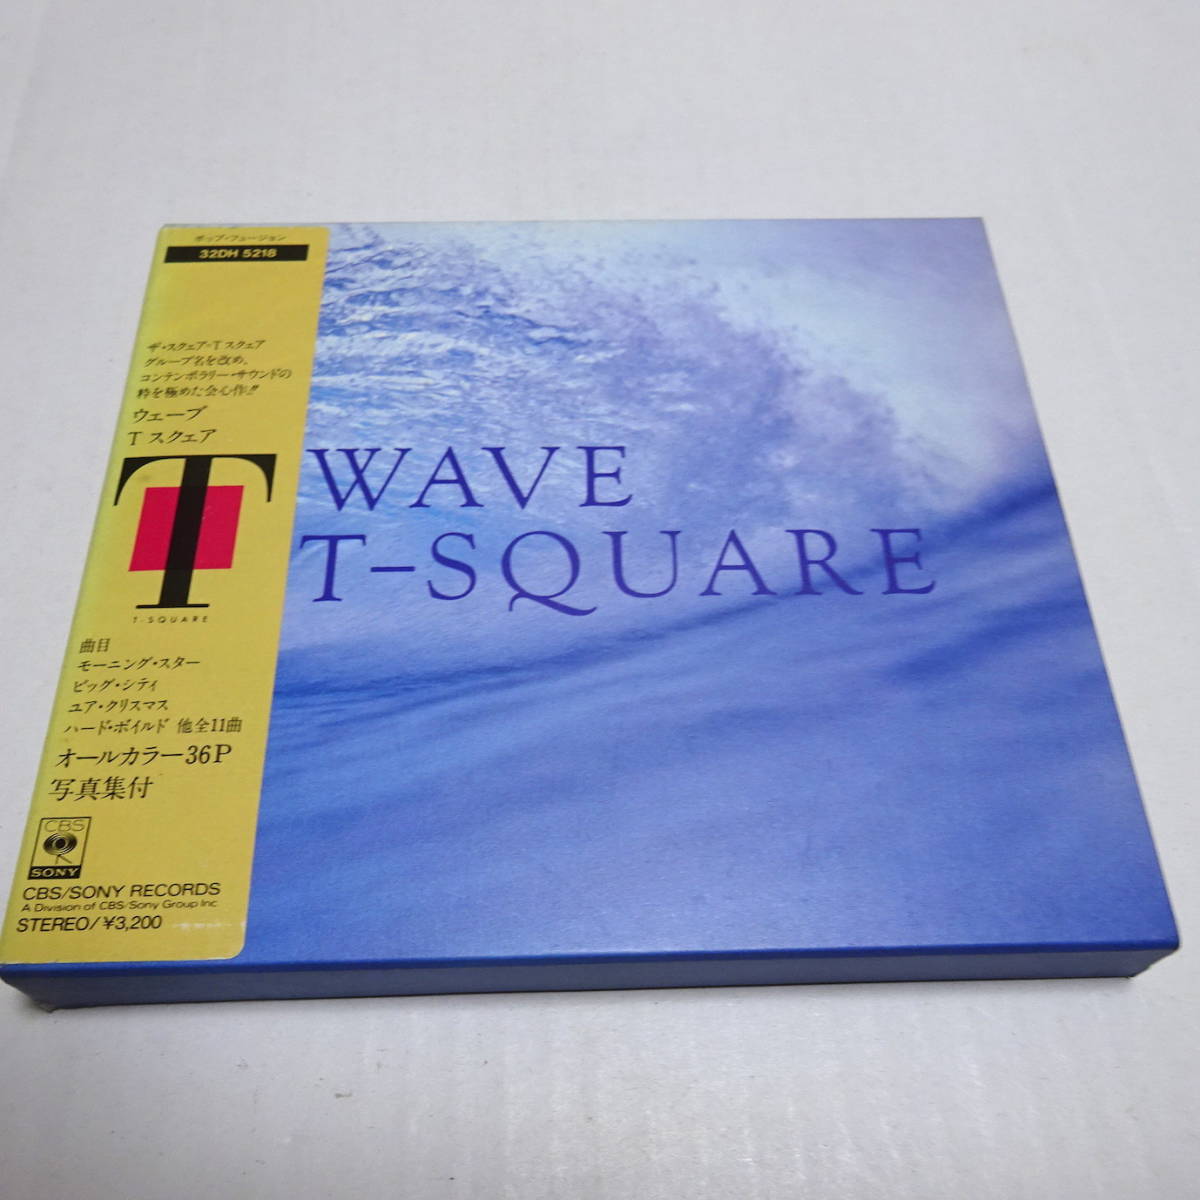 ポップ・フュージョン
32DH 5218
ザ・スクェア=Tスクェア
グループ名を改め、
コンテンポラリー・サウンドの
粋を極めた会心作!!
ウェーブ
T スクェア
T
T-SQUARE
曲目
モーニング・スター
ビッグ・シティ
ユア・クリスマス
ハード・ボイルド 他全11曲
オールカラー36P
写真集付
CBS
SONY
CBS/SONY RECORDS
A Division of CBS/Sony Group Inc.
STEREO/¥3,200
WAVE
T-SQUARE